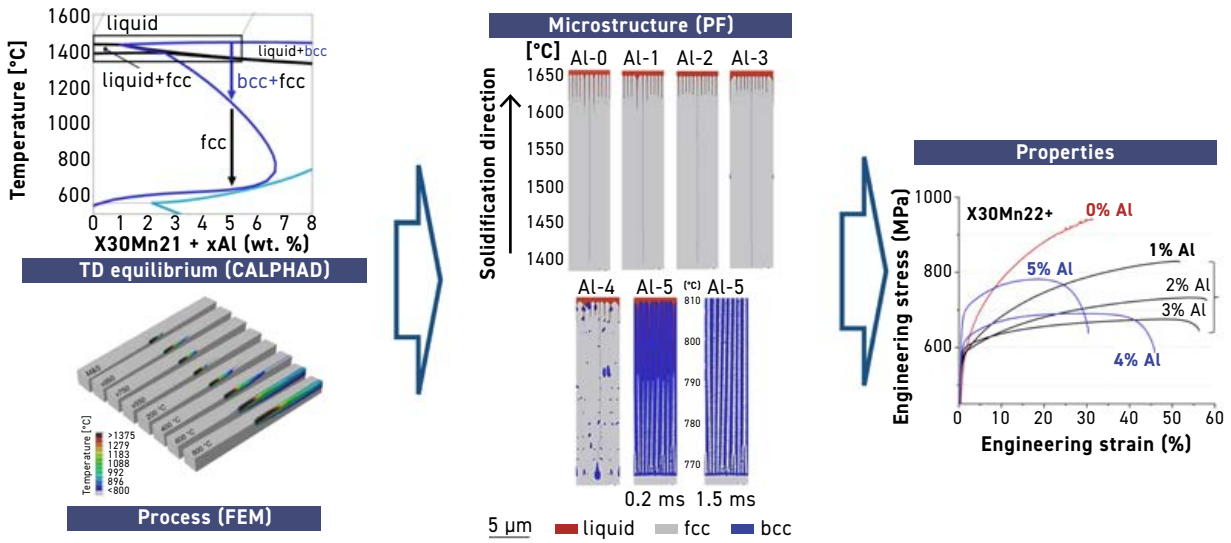 Temperature [°C]
1600
1400
1200
1000
800
600
liquid
liquid+bcc
liquid+fcc
bcc+fcc
fcc
0 1 2 3 4 5 6 7 8
X30Mn21 + xAl (wt. %)
TD equilibrium (CALPHAD)
200 °C
400 °C
600 °C
800 °C
Temperature [°C]
>1375
1279
1183
1088
992
896
<800
Process (FEM)
Microstructure (PF)
[°C]
Al-0 Al-1 Al-2 Al-3
Solidification direction
1650
1600
1550
1500
1450
1400
Al-4 Al-5 (°C) Al-5
810
800
790
780
770
0.2 ms 1.5 ms
5 µm liquid fcc bcc
Properties
Engineering stress (MPa)
1000
800
600
X30Mn22+
0% Al
1% Al
5% Al
2% Al
3% Al
4% Al
0 10 20 30 40 50 60
Engineering strain (%)